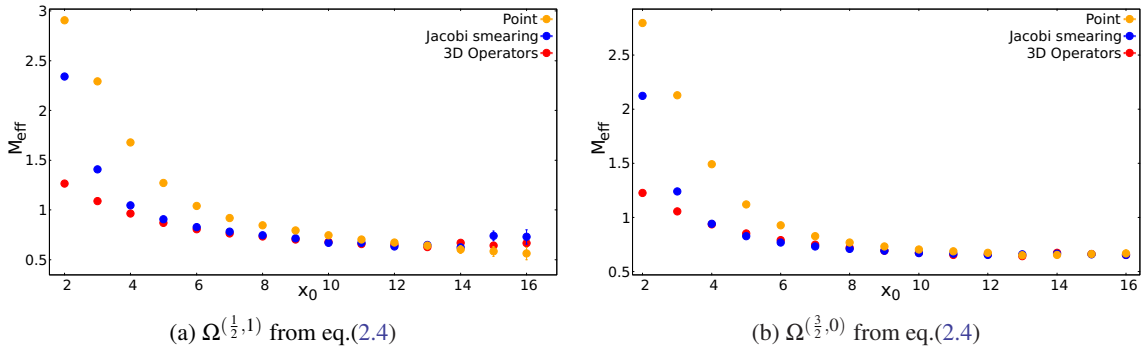 Point
Jacobi smearing
3D Operators
3
2.5
2
1.5
1
0.5
M_eff
2 4 6 8 10 12 14 16
x_0
(a) Ω^(1/2,1) from eq.(2.4)
Point
Jacobi smearing
3D Operators
3
2.5
2
1.5
1
0.5
M_eff
2 4 6 8 10 12 14 16
x_0
(b) Ω^(3/2,0) from eq.(2.4)